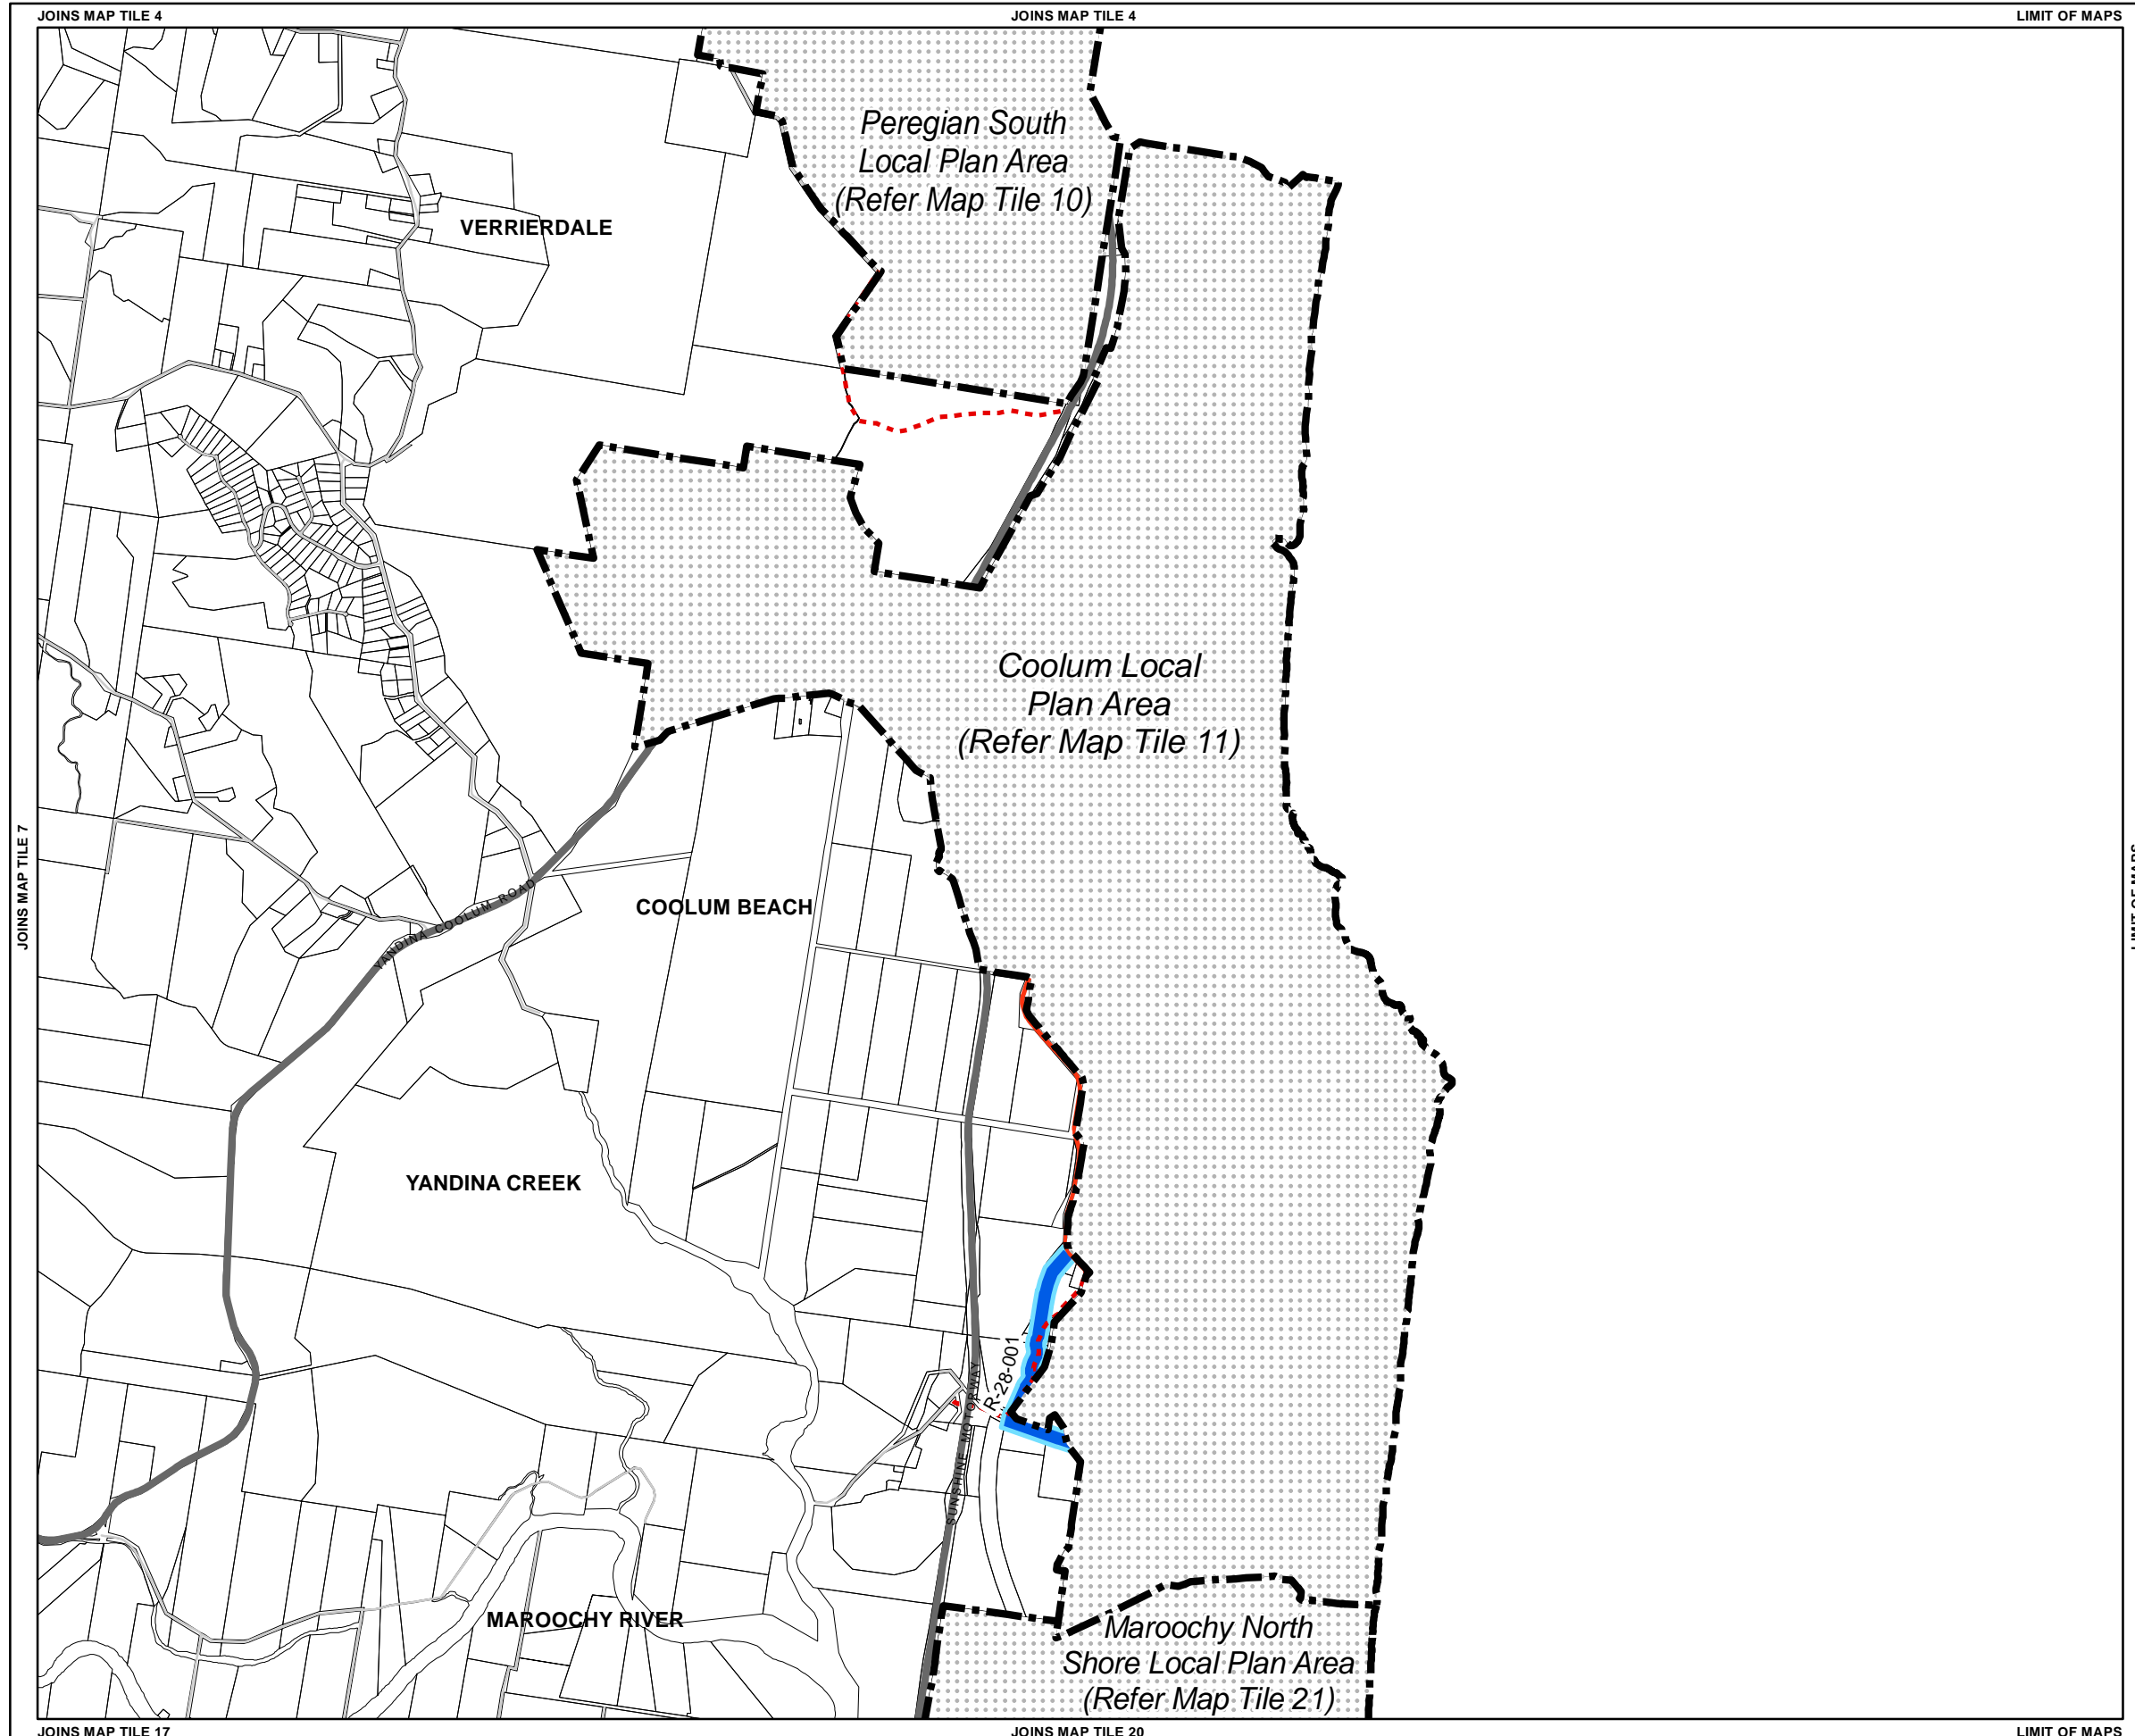 JOINS MAP TILE 4
JOINS MAP TILE 4
LIMIT OF MAPS
Peregian South
Local Plan Area
(Refer Map Tile 10)
VERRIERDALE
Coolum Local
Plan Area
(Refer Map Tile 11)
JOINS MAP TILE 7
LIMIT OF MAPS
YANDINA COOLUM ROAD
COOLUM BEACH
YANDINA CREEK
R-28-001
SUNSHINE MOTORWAY
MAROOCHY RIVER
Maroochy North
Shore Local Plan Area
(Refer Map Tile 21)
JOINS MAP TILE 17
JOINS MAP TILE 20
LIMIT OF MAPS